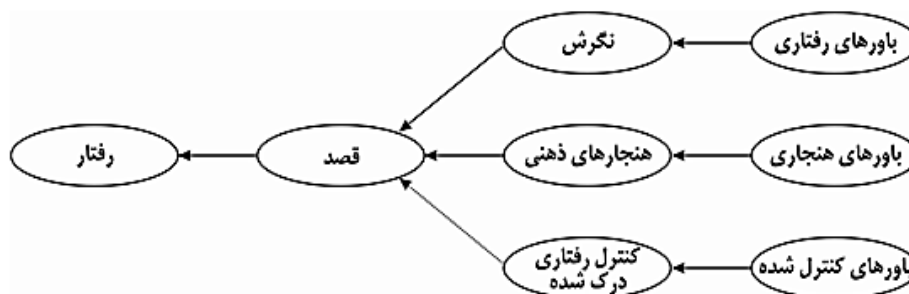 باورهای رفتاری
نگرش
باورهای هنجاری
هنجارهای ذهنی
قصد
رفتار
باورهای کنترل شده
کنترل رفتاری
درک شده